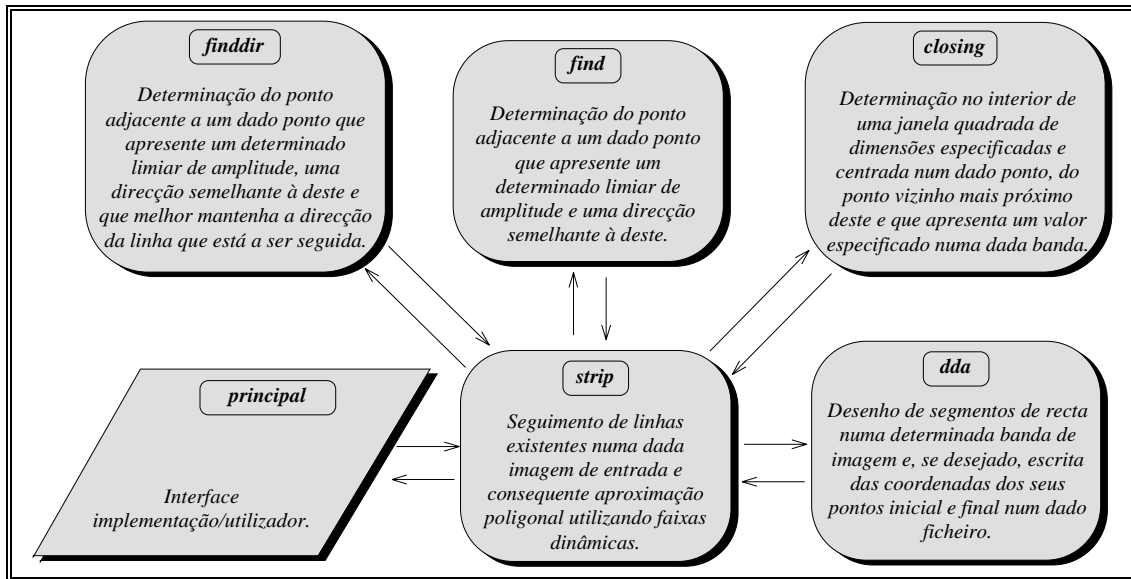 finddir
Determinação do ponto
adjacente a um dado ponto que
apresente um determinado
limiar de amplitude, uma
direcção semelhante à deste e
que melhor mantenha a direcção
da linha que está a ser seguida.
find
Determinação do ponto
adjacente a um dado ponto
que apresente um
determinado limiar de
amplitude e uma direcção
semelhante à deste.
closing
Determinação no interior de
uma janela quadrada de
dimensões especificadas e
centrada num dado ponto, do
ponto vizinho mais próximo
deste e que apresenta um valor
especificado numa dada banda.
principal
Interface
implementação/utilizador.
strip
Seguimento de linhas
existentes numa dada
imagem de entrada e
consequente aproximação
poligonal utilizando faixas
dinâmicas.
dda
Desenho de segmentos de recta
numa determinada banda de
imagem e, se desejado, escrita
das coordenadas dos seus
pontos inicial e final num dado
ficheiro.